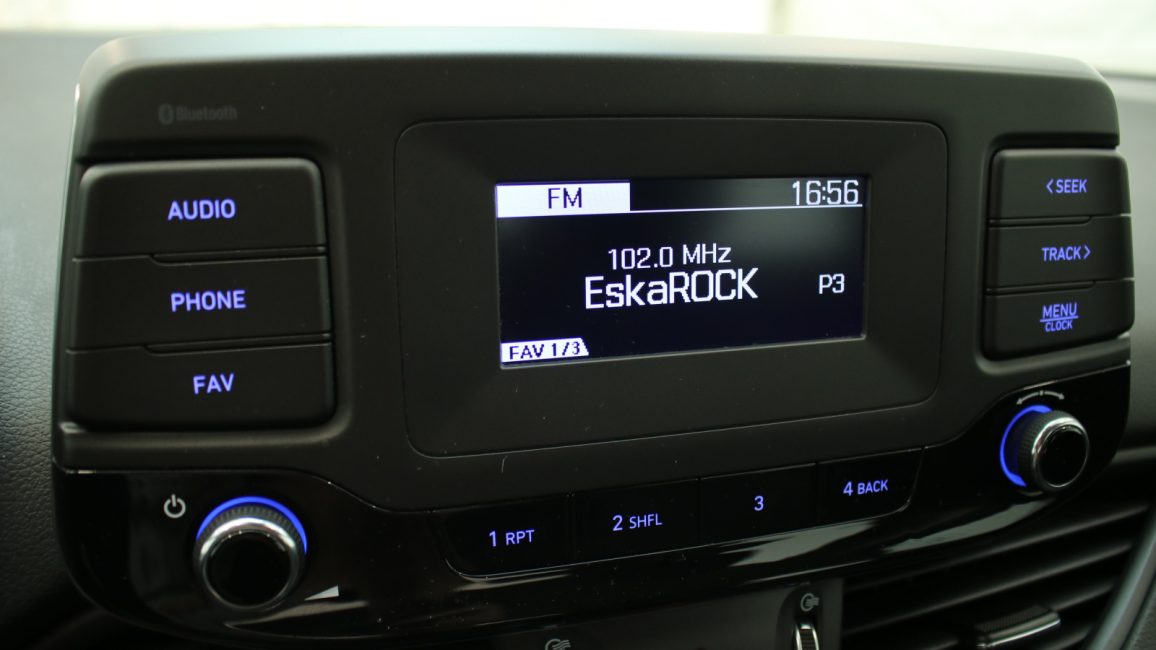 Bluetooth
AUDIO
PHONE
FAV
FM 16:56
102.0 MHz
EskaROCK P3
FAV 1/3
<SEEK
TRACK>
MENU
CLOCK
1 RPT
2 SHFL
3
4 BACK